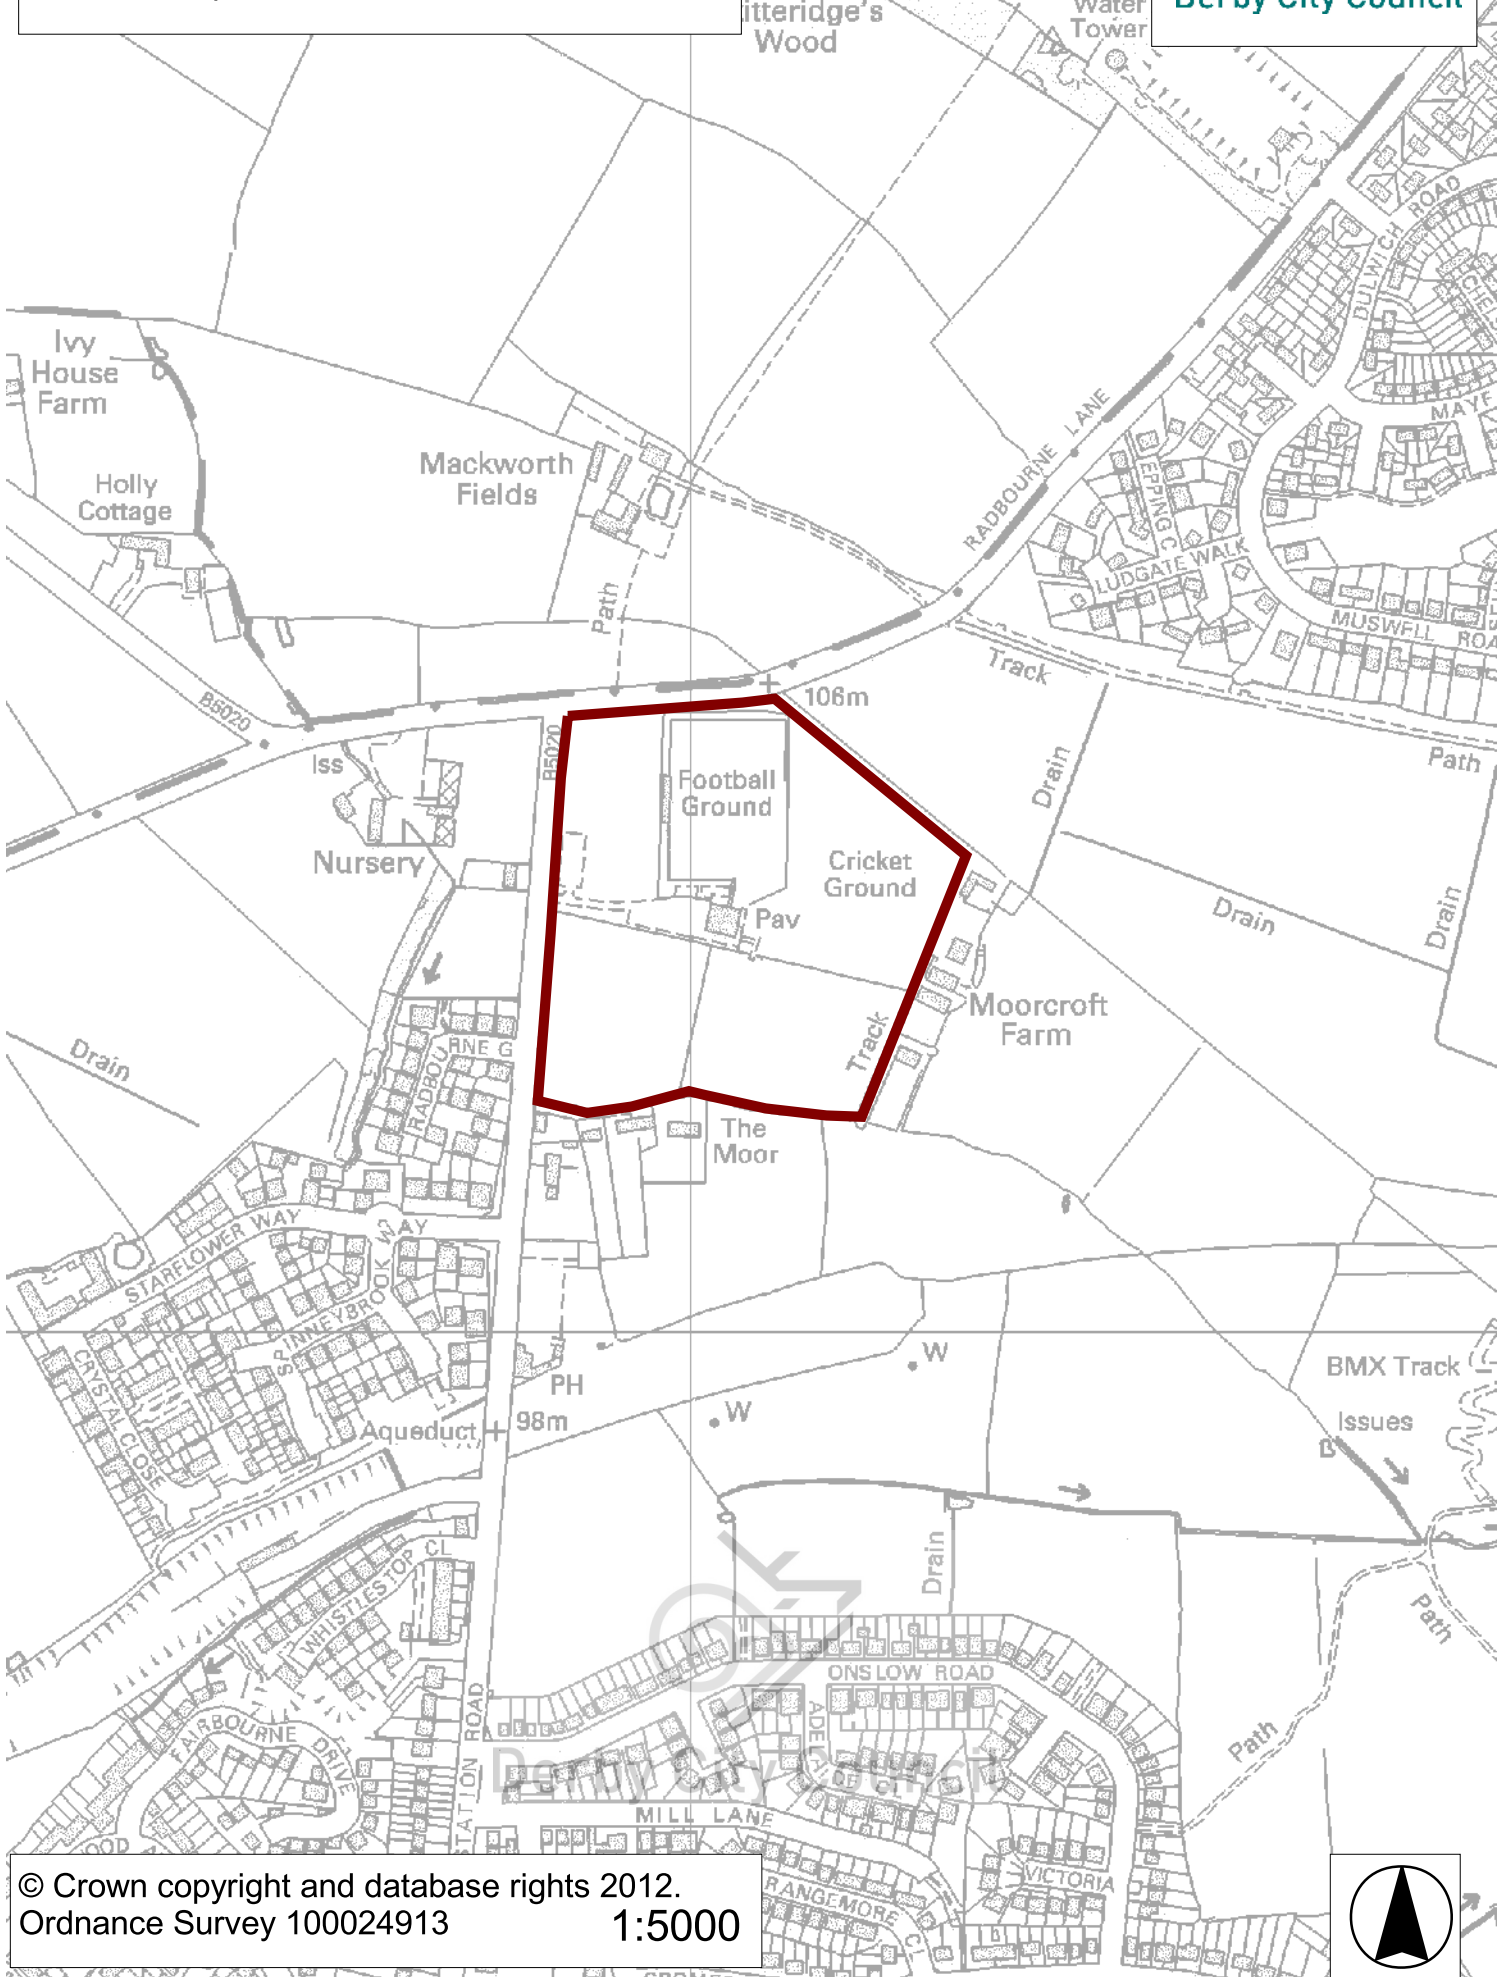 Wood
Water
Tower
Derby City Council
ROAD
BULWICH
Ivy
House
Farm
Holly
Cottage
Mackworth
Fields
RADBOURNE LANE
LUDGATE WALK
MUSWELL ROA
Path
Track
106m
B5020
B5020
Iss
Nursery
Football
Ground
Cricket
Ground
Pav
Drain
Path
Drain
Drain
Moorcroft
Farm
Track
Drain
RADBOU
RNE G
The
Moor
STARFLOWER WAY
SPINNEYBROOK WAY
CRYSTAL CLOSE
PH
W
W
BMX Track
Issues
Aqueduct
98m
Drain
Path
WHISTLESTOP CL
ONSLOW ROAD
FAIRBOURNE DRIVE
STATION ROAD
Path
Derby City Council
MILL LANE
VICTORIA
RANGEMORE
© Crown copyright and database rights 2012.
Ordnance Survey 100024913
1:5000